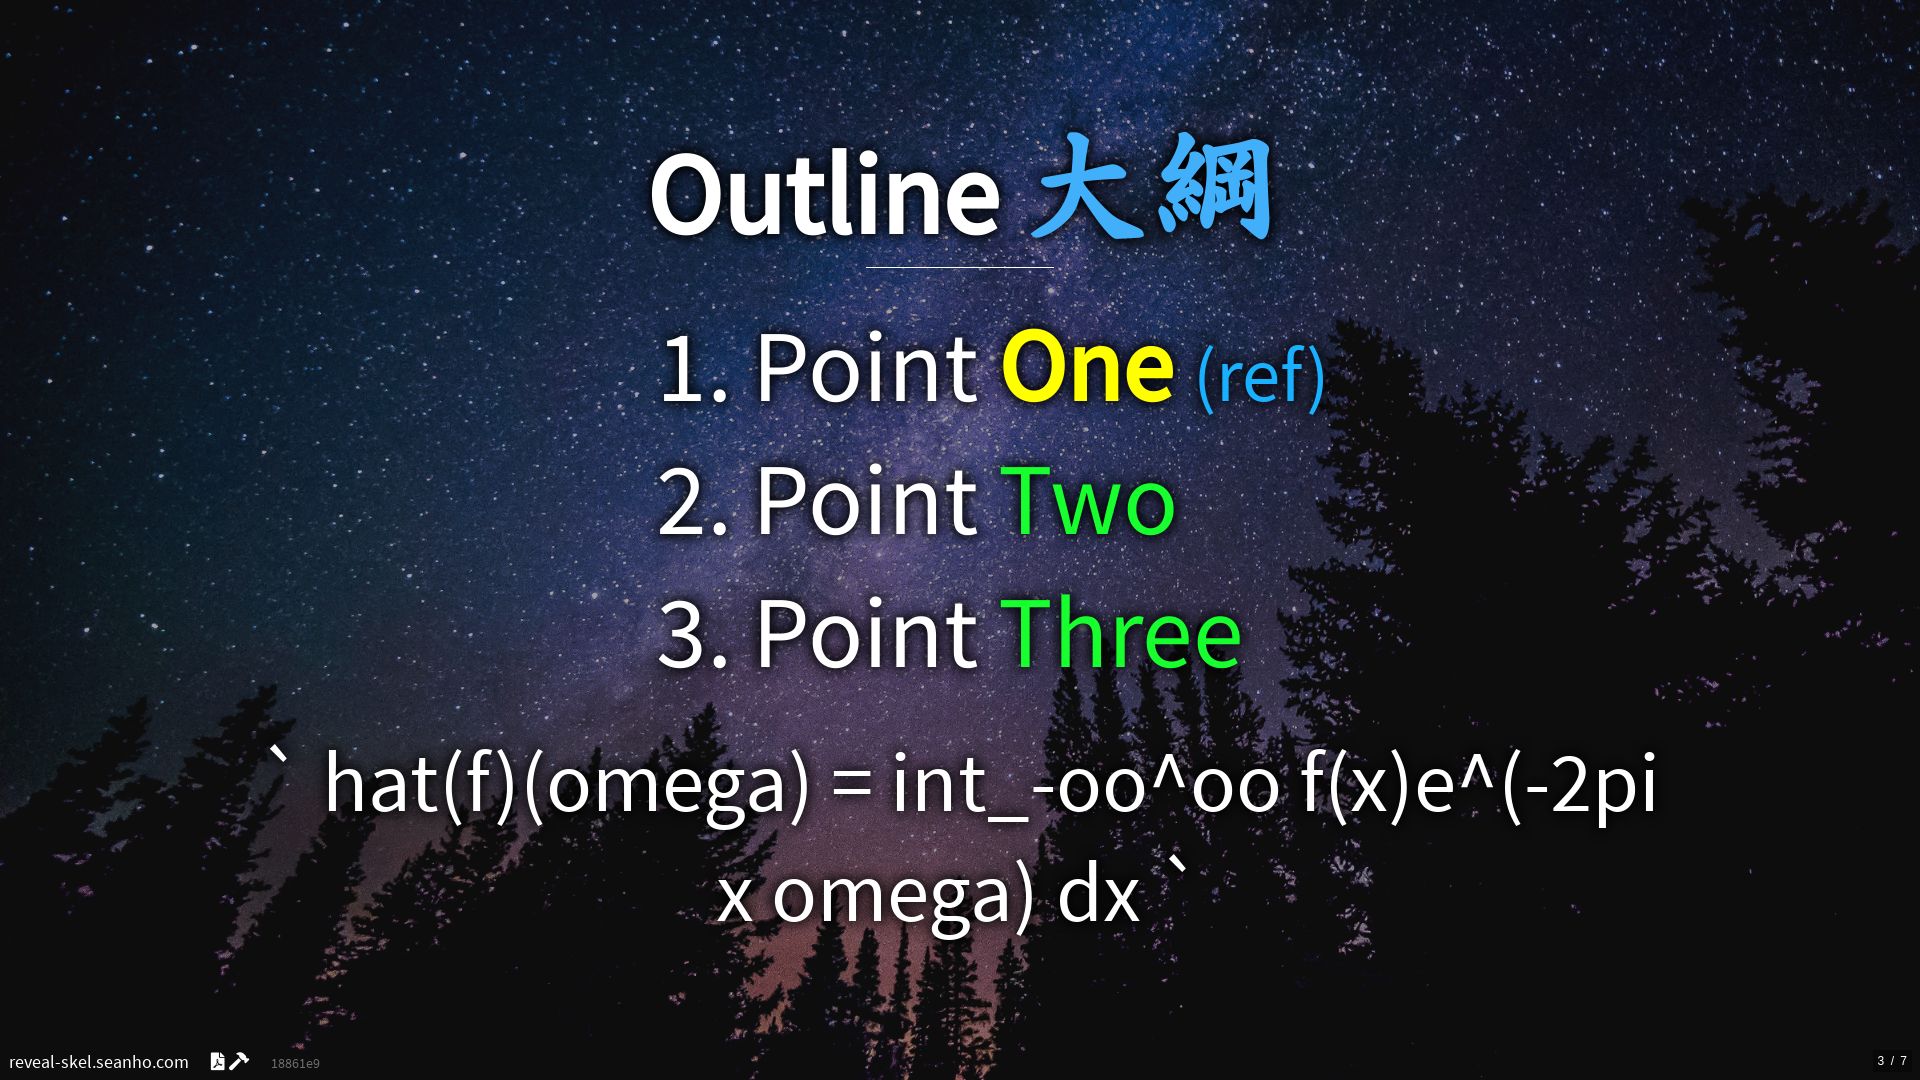 Outline 大綱
1. Point One (ref)
2. Point Two
3. Point Three
` hat(f)(omega) = int_-oo^oo f(x)e^(-2pi
x omega) dx `
reveal-skel.seanho.com 18861e9
3 / 7